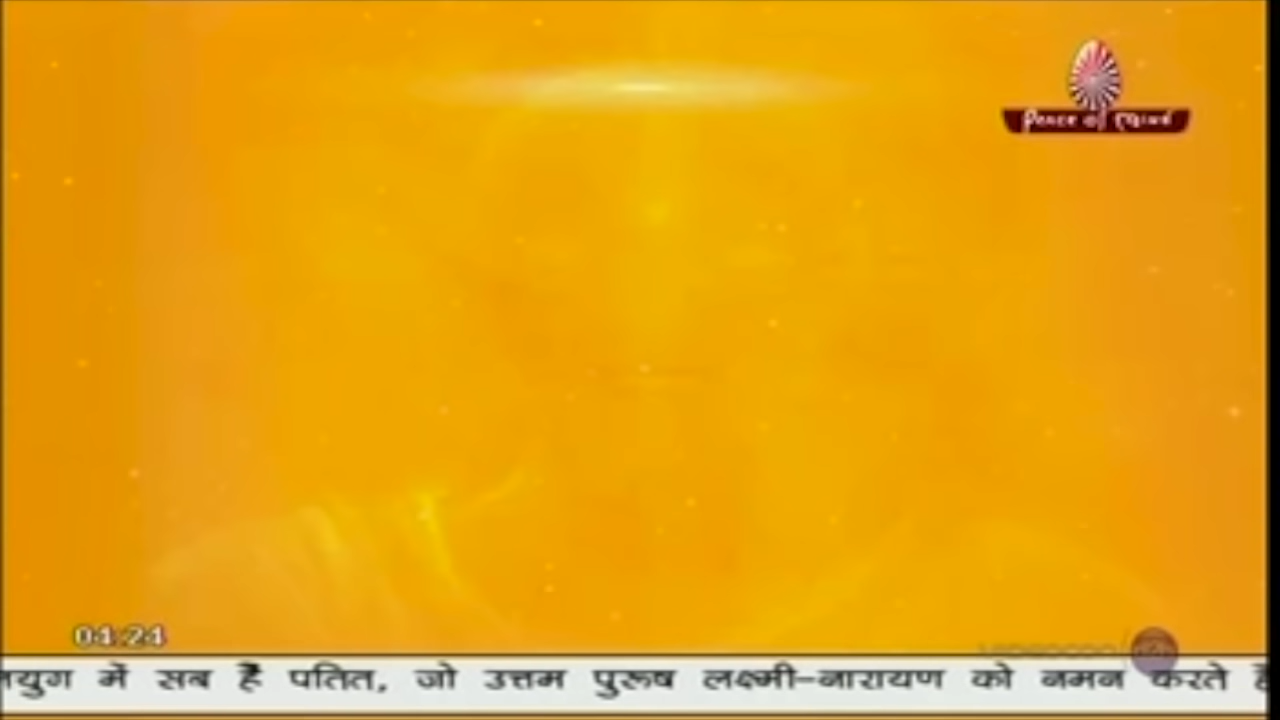 Peace of Mind
04:24
में सब है पतित, जो उत्तम पुरूष लक्ष्मी-नारायण को नमन करते